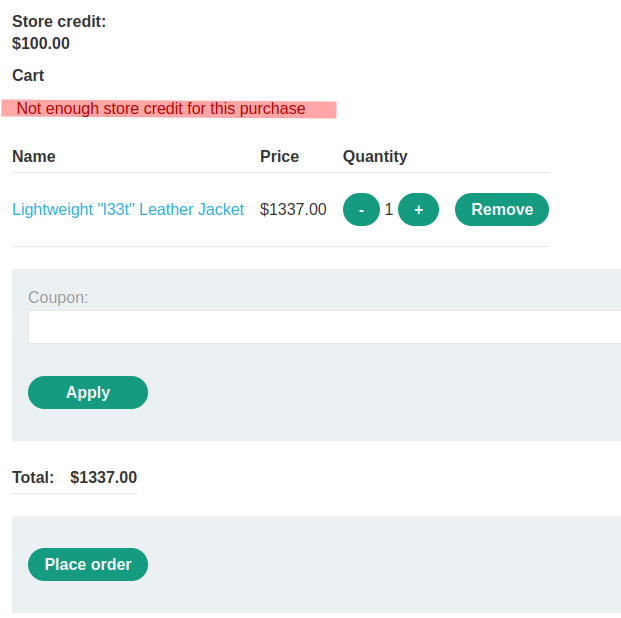 Store credit:
$100.00
Cart
Not enough store credit for this purchase
Name Price Quantity
Lightweight "l33t" Leather Jacket $1337.00 - 1 + Remove
Coupon:
Apply
Total: $1337.00
Place order